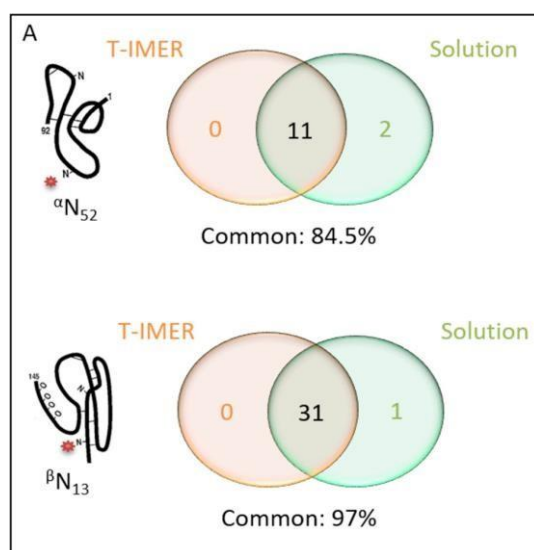 A
T-IMER Solution
N
1
92
0 11 2
N
αN52
Common: 84.5%
T-IMER Solution
145
N
0 31 1
N
βN13
Common: 97%